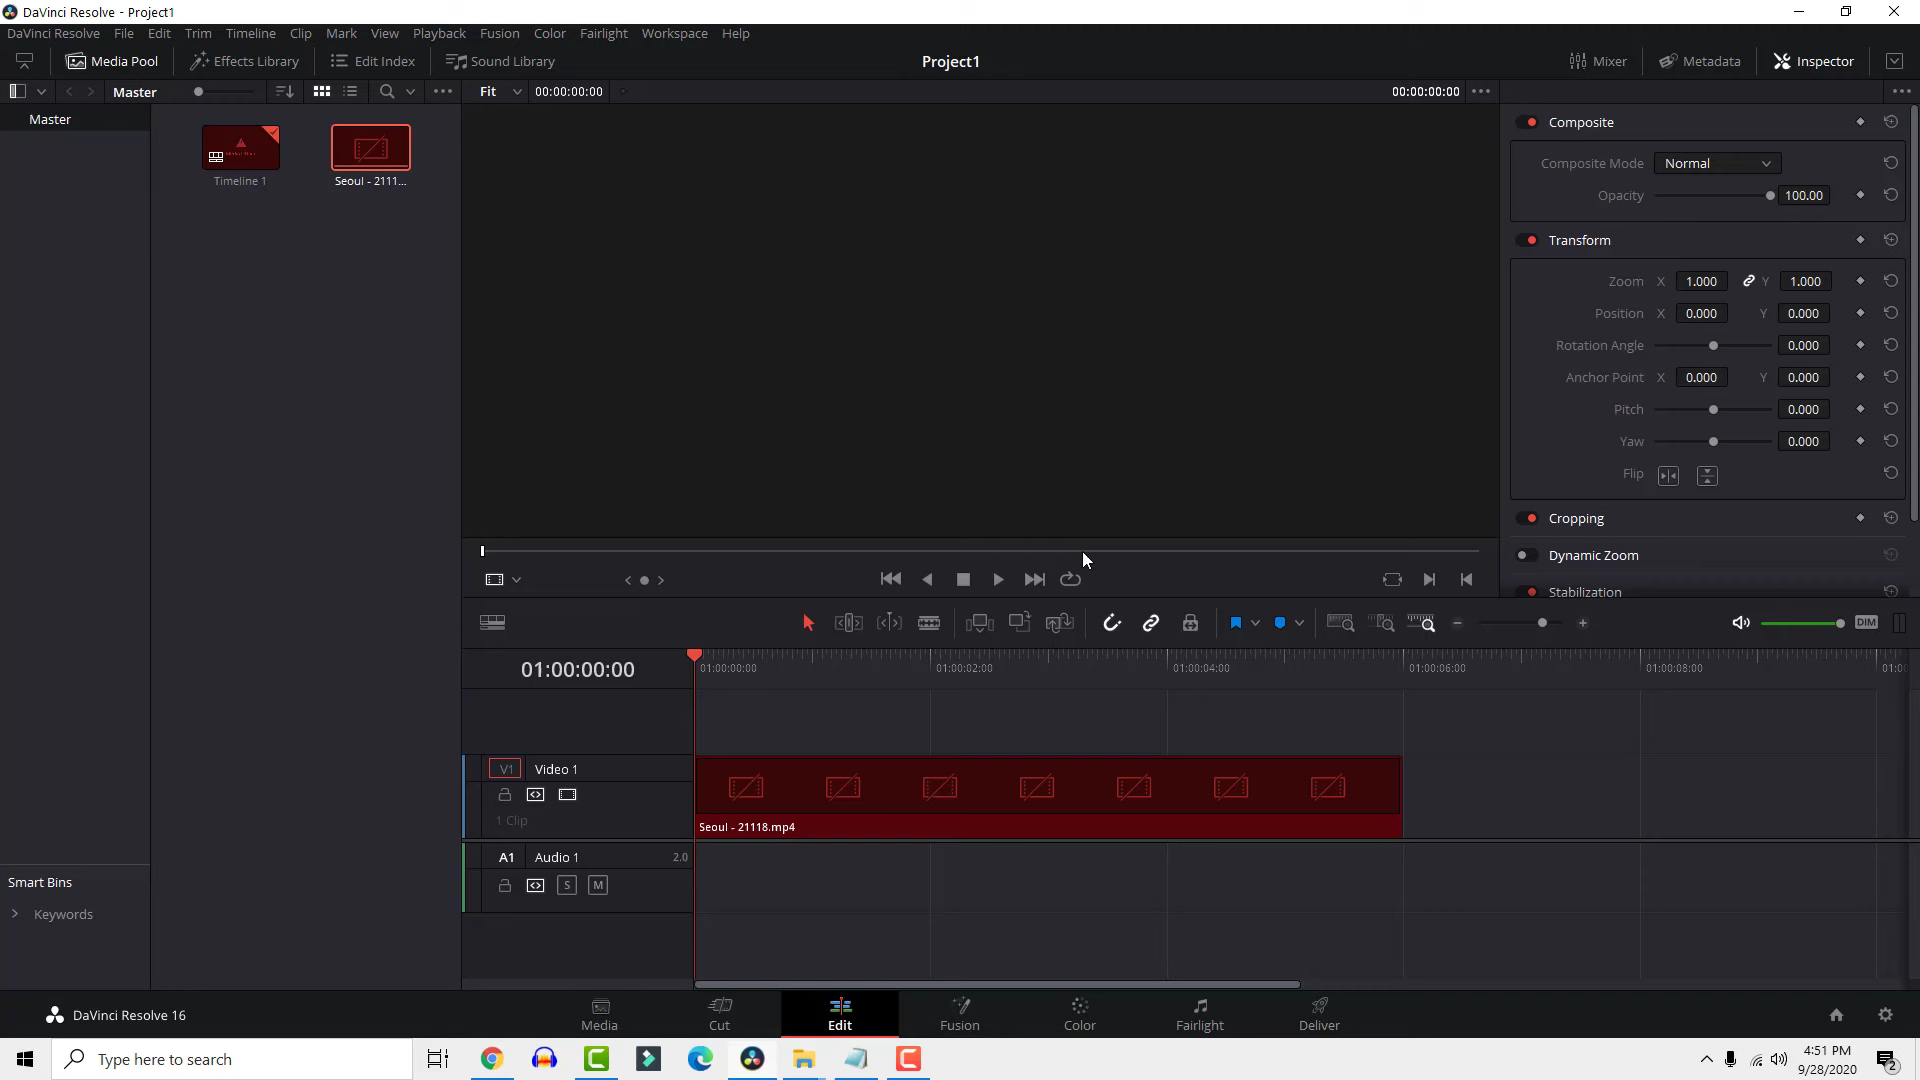 DaVinci Resolve - Project1
DaVinci Resolve File Edit Trim Timeline Clip Mark View Playback Fusion Color Fairlight Workspace Help
Media Pool Effects Library Edit Index Sound Library Project1 Mixer Metadata Inspector
Master Fit 00:00:00:00 00:00:00:00
Master
Timeline 1 Seoul - 2111...
Composite
Composite Mode Normal
Opacity 100.00
Transform
Zoom X 1.000 Y 1.000
Position X 0.000 Y 0.000
Rotation Angle 0.000
Anchor Point X 0.000 Y 0.000
Pitch 0.000
Yaw 0.000
Flip
Cropping
Dynamic Zoom
Stabilization
DIM
01:00:00:00 01:00:00:00 01:00:02:00 01:00:04:00 01:00:06:00 01:00:08:00 01:00
V1 Video 1
1 Clip
Seoul - 21118.mp4
A1 Audio 1 2.0
S M
Smart Bins
Keywords
DaVinci Resolve 16
Media Cut Edit Fusion Color Fairlight Deliver
Type here to search
4:51 PM
9/28/2020
2